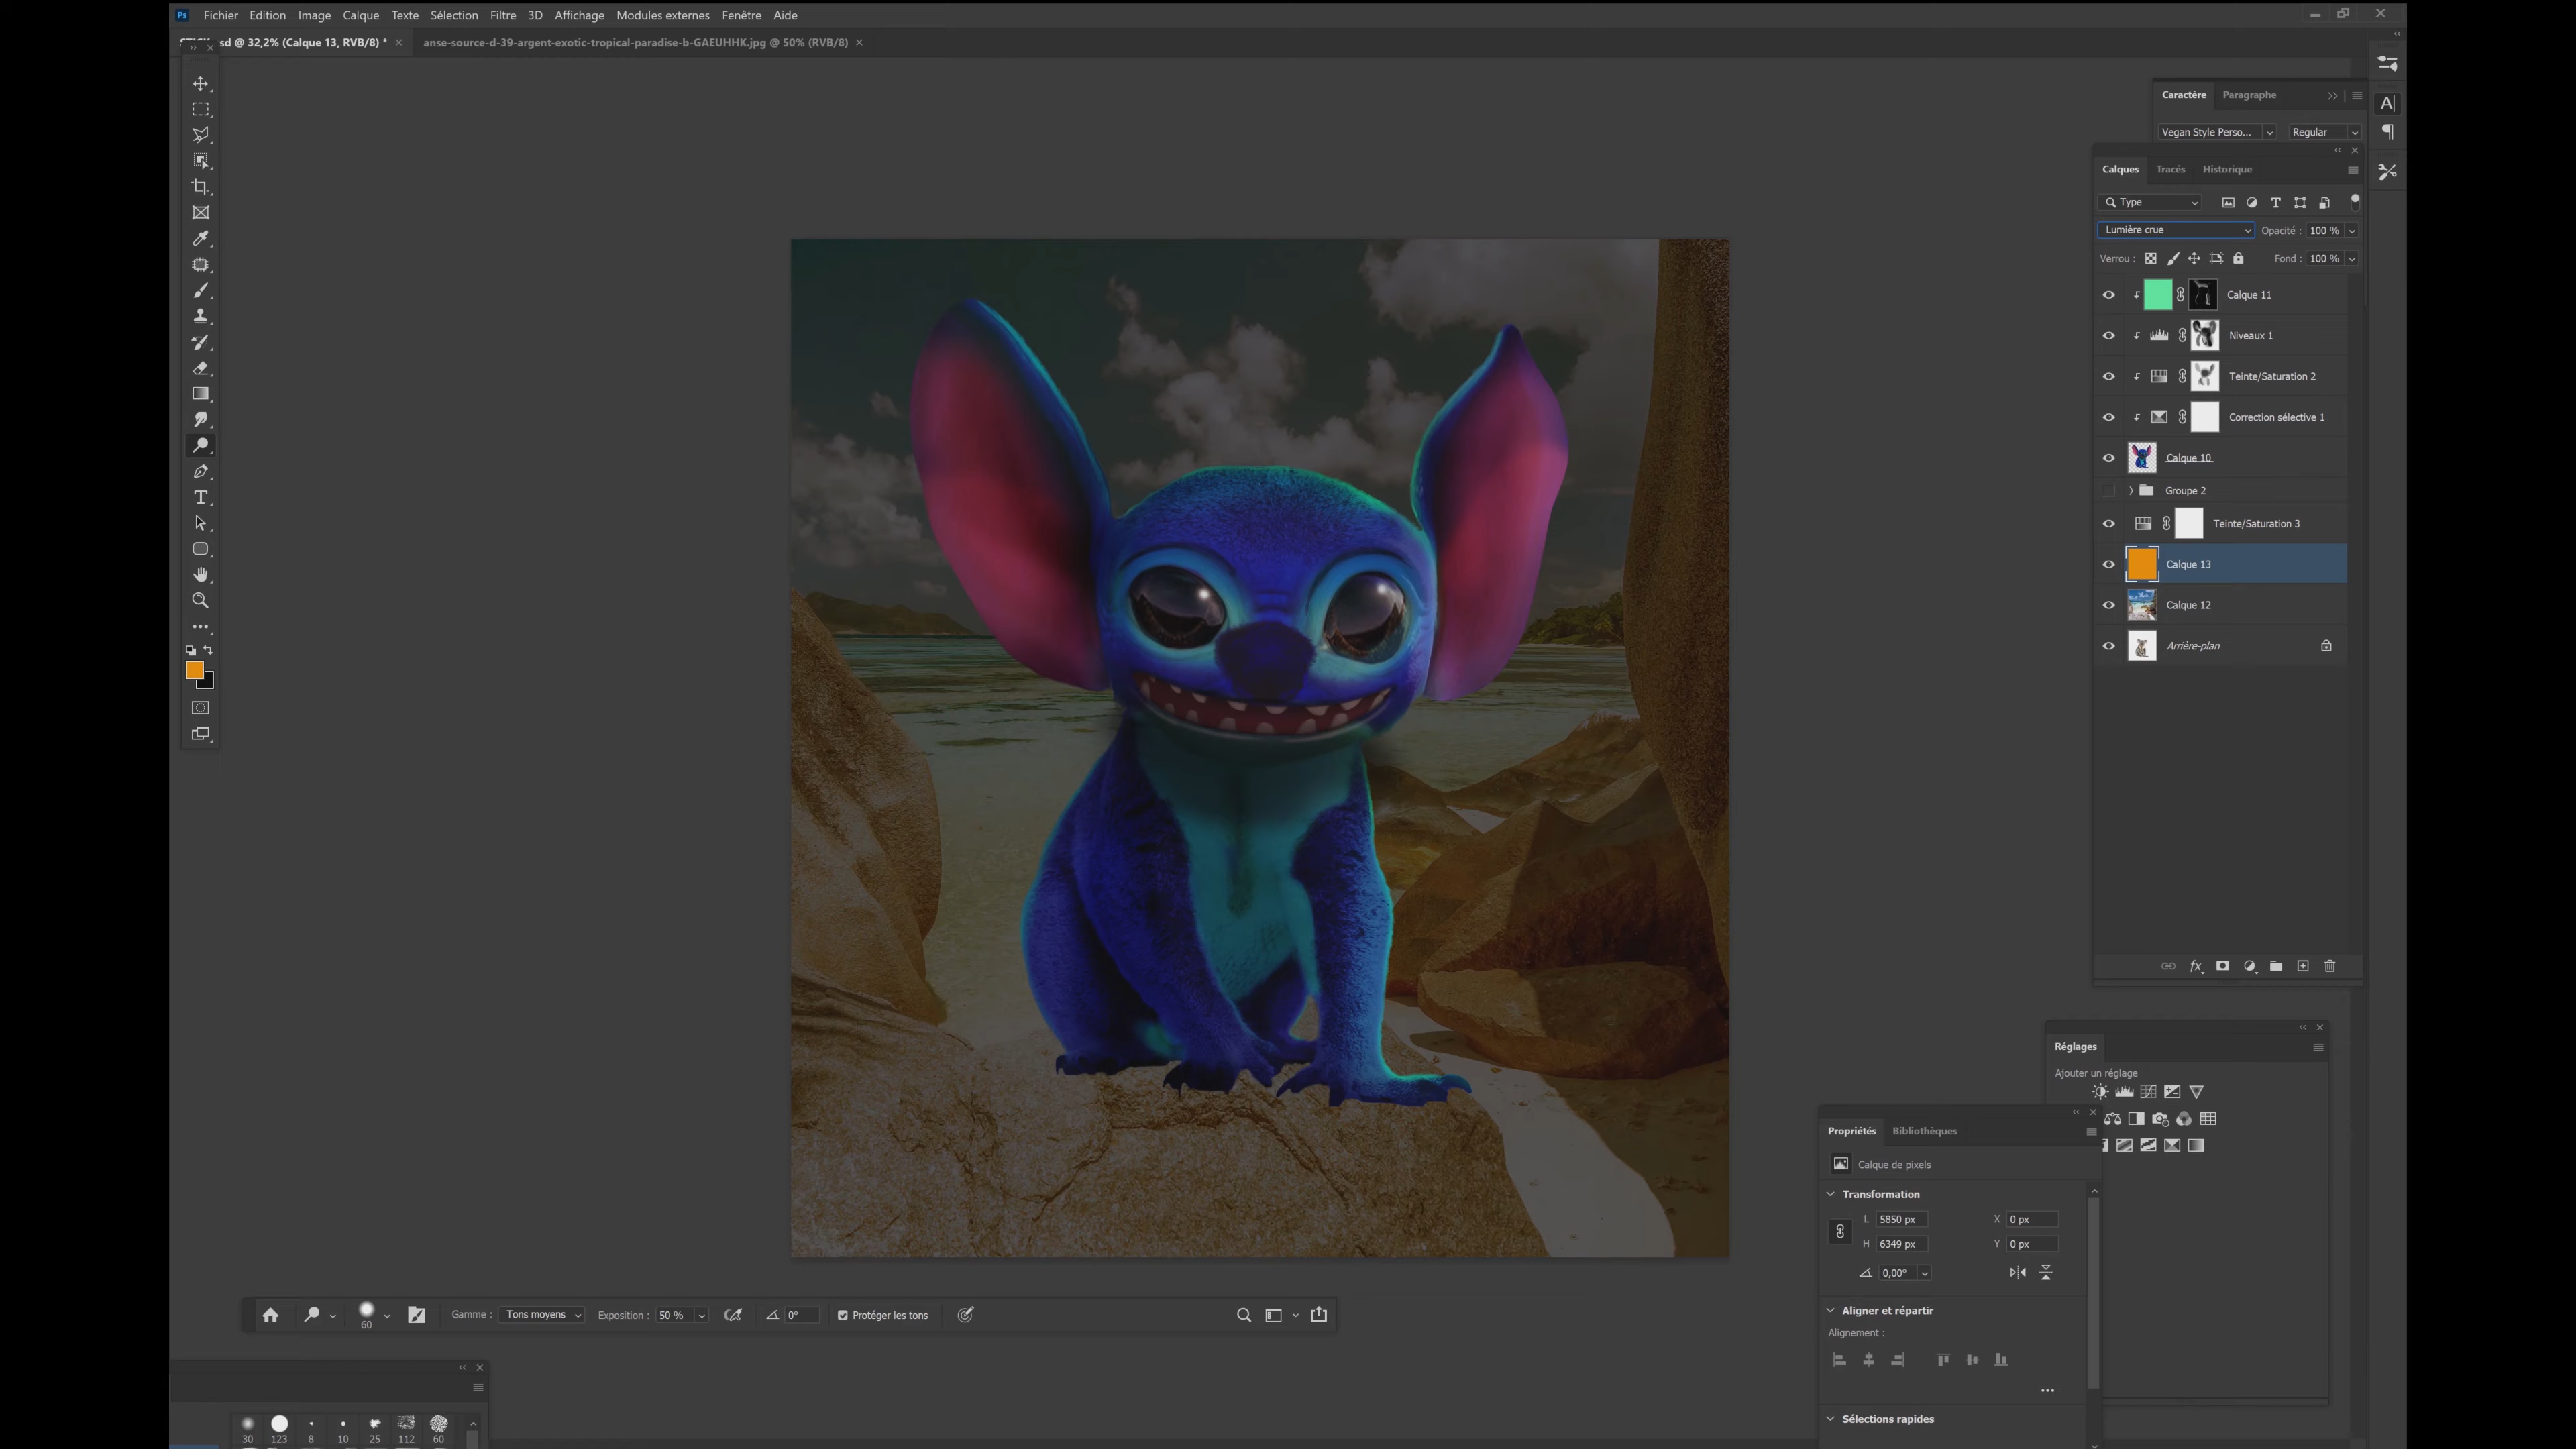 Ps Fichier Edition Image Calque Texte Sélection Filtre 3D Affichage Modules externes Fenêtre Aide
sd @ 32,2% (Calque 13, RVB/8) * anse-source-d-39-argent-exotic-tropical-paradise-b-GAEUHHK.jpg @ 50% (RVB/8)
Caractère Paragraphe
Vegan Style Perso... Regular
Calques Tracés Historique
Type
Lumière crue Opacité : 100 %
Verrou : Fond : 100 %
Calque 11
Niveaux 1
Teinte/Saturation 2
Correction sélective 1
Calque 10
Groupe 2
Teinte/Saturation 3
Calque 13
Calque 12
Arrière-plan
Réglages
Ajouter un réglage
Propriétés Bibliothèques
Calque de pixels
Transformation
L 5850 px X 0 px
H 6349 px Y 0 px
0,00°
Aligner et répartir
Alignement :
Sélections rapides
60 Gamme : Tons moyens Exposition : 50 % 0° Protéger les tons
30 123 8 10 25 112 60